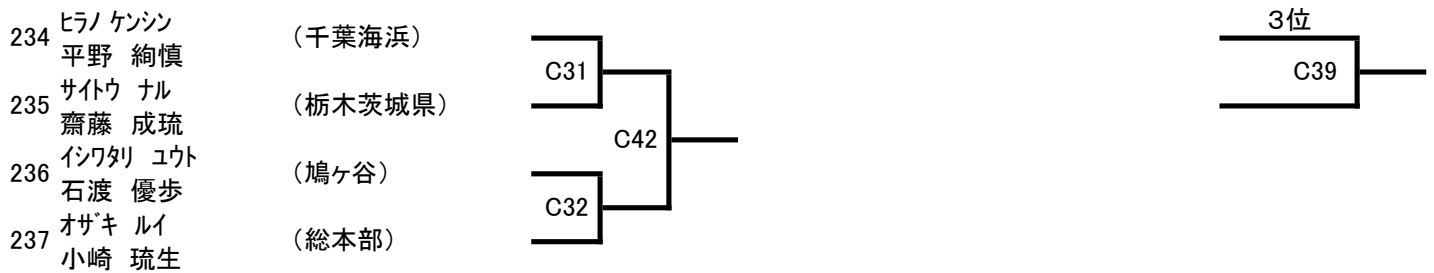 ヒラノ ケンシン
234 平野　絢慎 （千葉海浜）
３位
C31
C39
サイトウ　ナル
235 齋藤　成琉 （栃木茨城県）
C42
イシワタリ　ユウト
236 石渡　優歩 （鳩ヶ谷）
C32
オザキ　ルイ
237 小崎　琉生 （総本部）